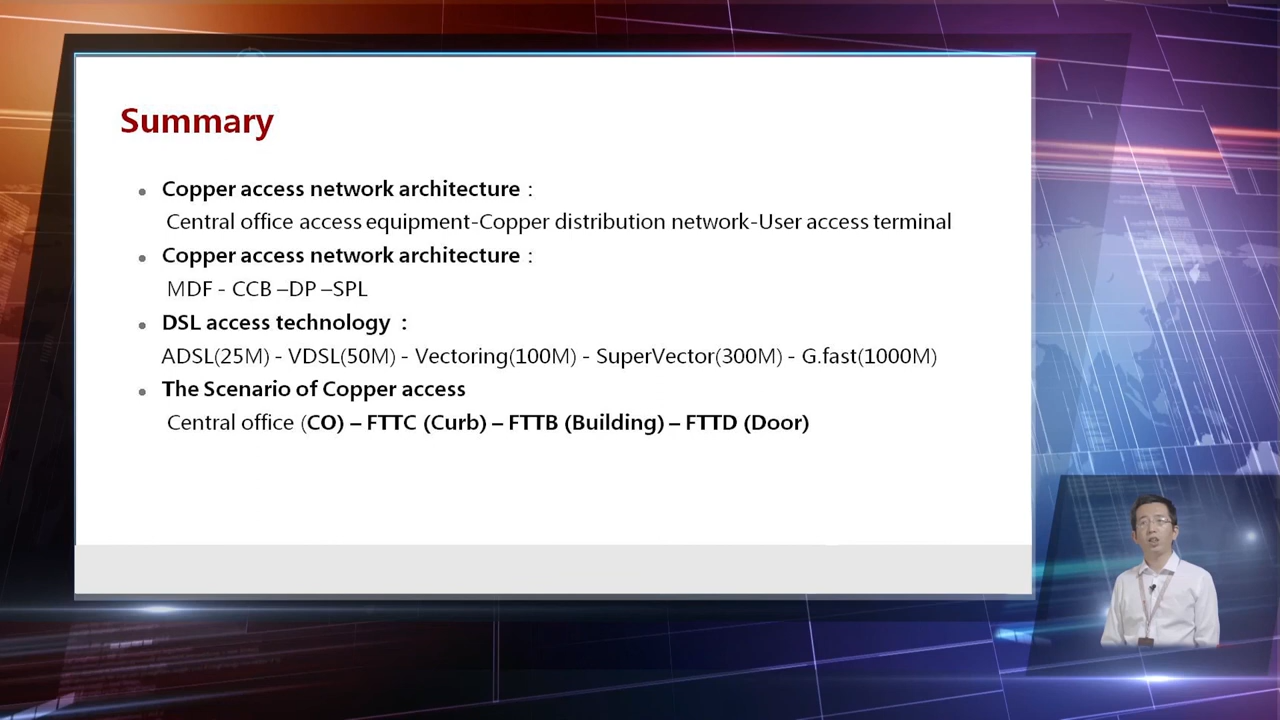 Summary
Copper access network architecture :
Central office access equipment-Copper distribution network-User access terminal
Copper access network architecture :
MDF - CCB –DP –SPL
DSL access technology :
ADSL(25M) - VDSL(50M) - Vectoring(100M) - SuperVector(300M) - G.fast(1000M)
The Scenario of Copper access
Central office (CO) – FTTC (Curb) – FTTB (Building) – FTTD (Door)